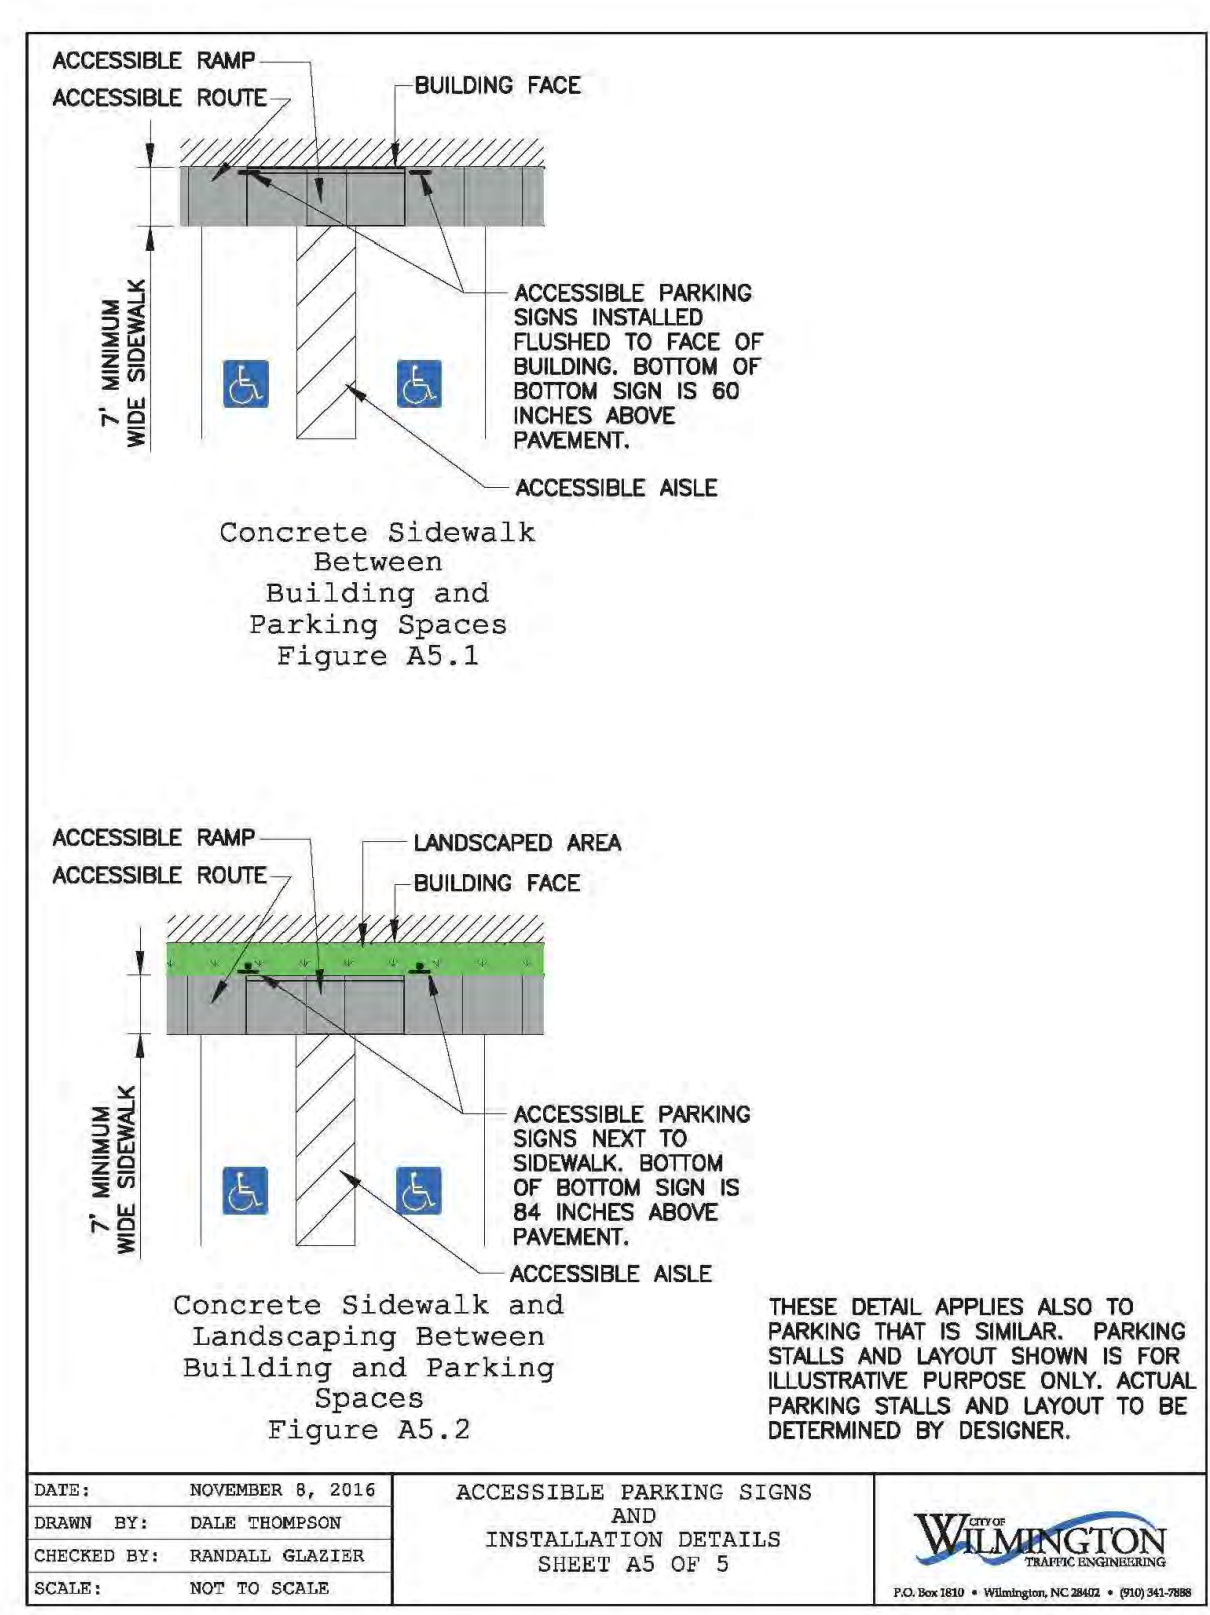 ACCESSIBLE RAMP
ACCESSIBLE ROUTE
BUILDING FACE
7' MINIMUM
WIDE SIDEWALK
ACCESSIBLE PARKING
SIGNS INSTALLED
FLUSHED TO FACE OF
BUILDING. BOTTOM OF
BOTTOM SIGN IS 60
INCHES ABOVE
PAVEMENT.
ACCESSIBLE AISLE
Concrete Sidewalk
Between
Building and
Parking Spaces
Figure A5.1
ACCESSIBLE RAMP
ACCESSIBLE ROUTE
LANDSCAPED AREA
BUILDING FACE
7' MINIMUM
WIDE SIDEWALK
ACCESSIBLE PARKING
SIGNS NEXT TO
SIDEWALK. BOTTOM
OF BOTTOM SIGN IS
84 INCHES ABOVE
PAVEMENT.
ACCESSIBLE AISLE
Concrete Sidewalk and
Landscaping Between
Building and Parking
Spaces
Figure A5.2
THESE DETAIL APPLIES ALSO TO
PARKING THAT IS SIMILAR. PARKING
STALLS AND LAYOUT SHOWN IS FOR
ILLUSTRATIVE PURPOSE ONLY. ACTUAL
PARKING STALLS AND LAYOUT TO BE
DETERMINED BY DESIGNER.
DATE: NOVEMBER 8, 2016
DRAWN BY: DALE THOMPSON
CHECKED BY: RANDALL GLAZIER
SCALE: NOT TO SCALE
ACCESSIBLE PARKING SIGNS
AND
INSTALLATION DETAILS
SHEET A5 OF 5
CITY OF
WILMINGTON
TRAFFIC ENGINEERING
P.O. Box 1810 • Wilmington, NC 28402 • (910) 341-7888